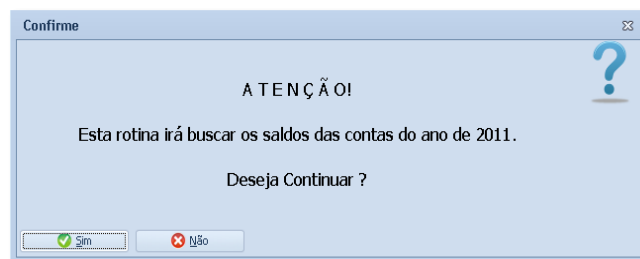 Confirme
A T E N Ç Ã O!
Esta rotina irá buscar os saldos das contas do ano de 2011.
Deseja Continuar ?
Sim
Não